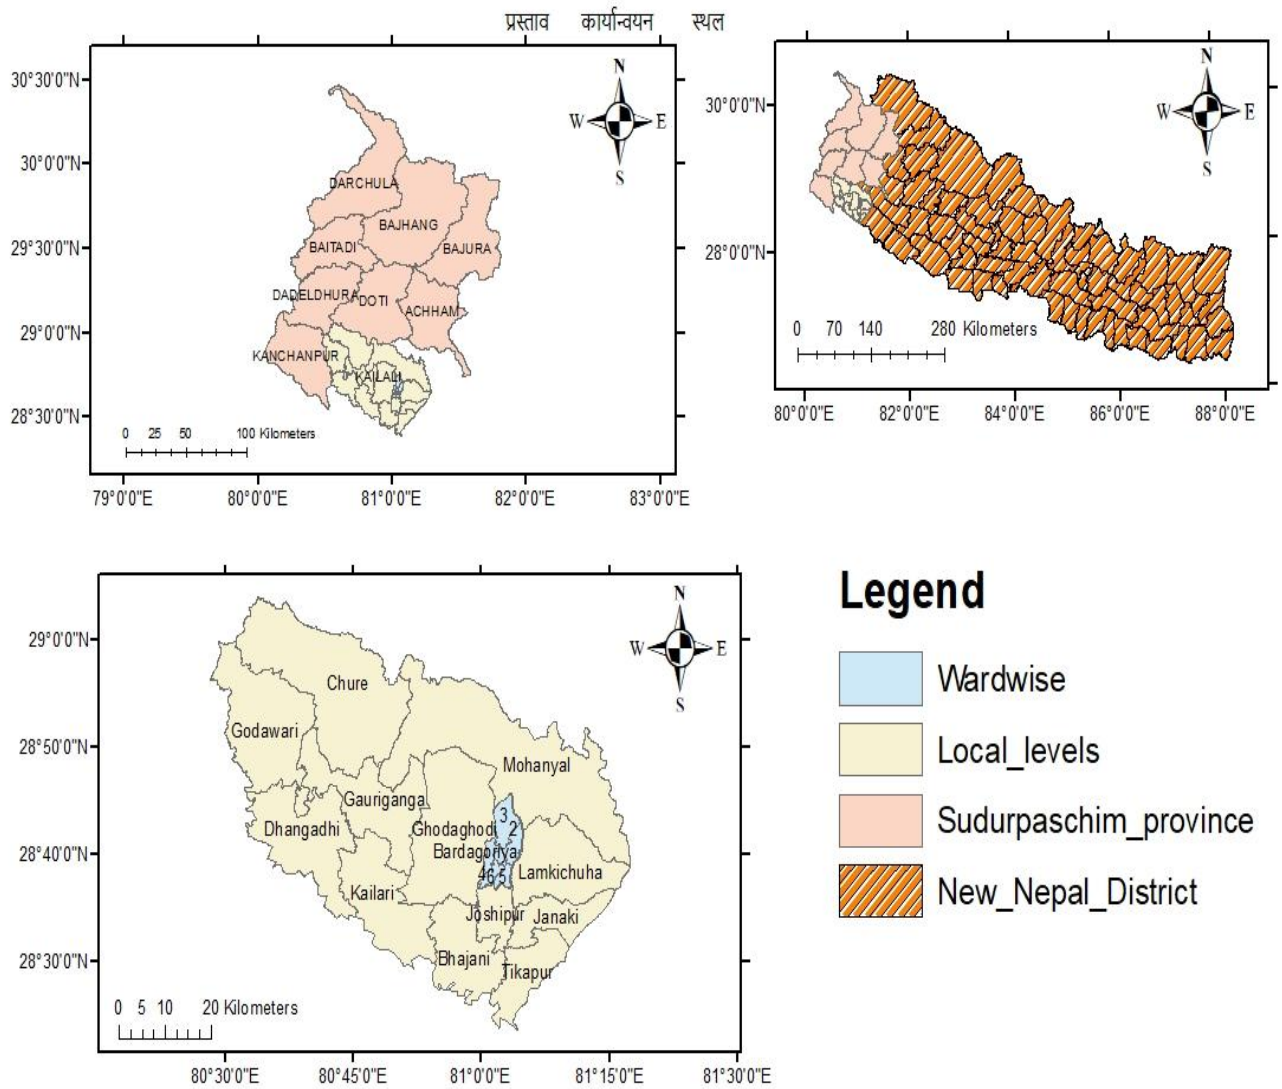 प्रस्ताव कार्यान्वयन स्थल
30°30'0"N
30°0'0"N
29°30'0"N
29°0'0"N
28°30'0"N
N
W E
S
DARCHULA
BAJHANG
BAITADI
BAJURA
DADELDHURA
DOTI
ACHHAM
KANCHANPUR
KAILALI
0 25 50 100 Kilometers
79°0'0"E 80°0'0"E 81°0'0"E 82°0'0"E 83°0'0"E
30°0'0"N
28°0'0"N
N
W E
S
0 70 140 280 Kilometers
80°0'0"E 82°0'0"E 84°0'0"E 86°0'0"E 88°0'0"E
29°0'0"N
28°50'0"N
28°40'0"N
28°30'0"N
N
W E
S
Chure
Godawari
Mohanyal
Gauriganga
3
Dhangadhi
Ghodaghodi
2
Bardagoriya
4 6 5
Lamkichuha
Kailari
Joshipur
Janaki
Bhajani
Tikapur
0 5 10 20 Kilometers
80°30'0"E 80°45'0"E 81°0'0"E 81°15'0"E 81°30'0"E
Legend
Wardwise
Local_levels
Sudurpaschim_province
New_Nepal_District